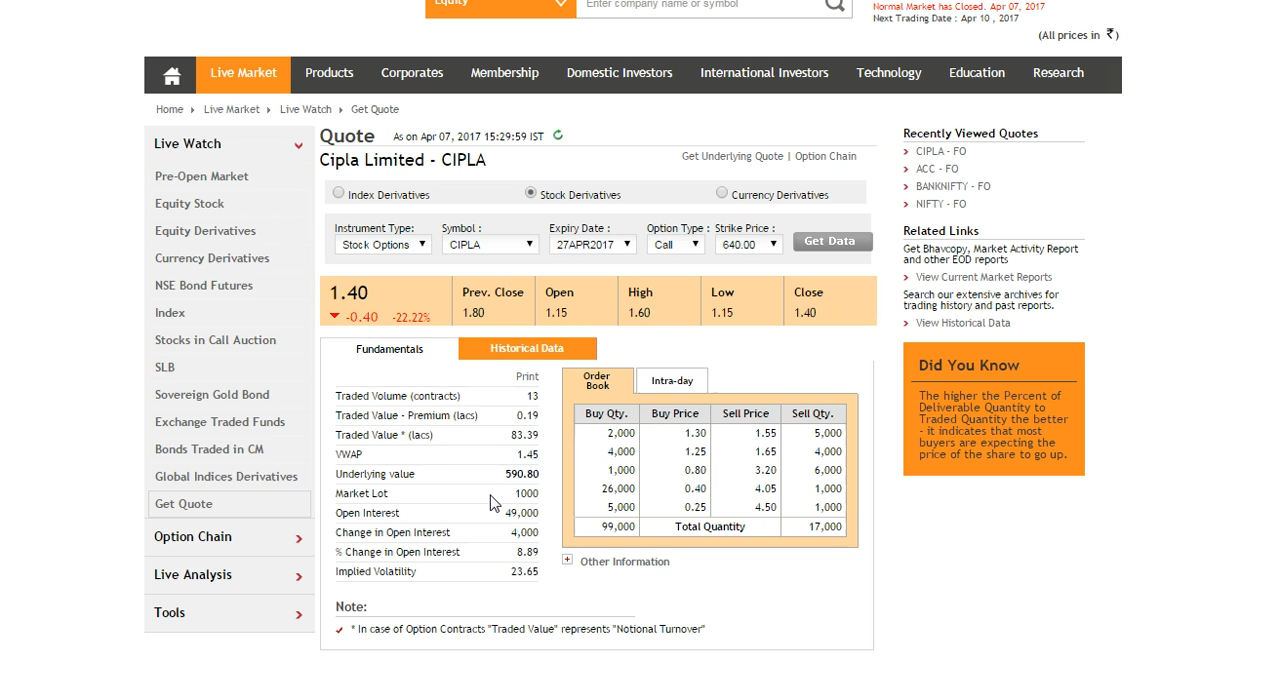 Equity
Enter company name or symbol
Normal Market has Closed. Apr 07, 2017
Next Trading Date : Apr 10 , 2017
(All prices in ₹)
Live Market
Products
Corporates
Membership
Domestic Investors
International Investors
Technology
Education
Research
Home
Live Market
Live Watch
Get Quote
Live Watch
Pre-Open Market
Equity Stock
Equity Derivatives
Currency Derivatives
NSE Bond Futures
Index
Stocks in Call Auction
SLB
Sovereign Gold Bond
Exchange Traded Funds
Bonds Traded in CM
Global Indices Derivatives
Get Quote
Option Chain
Live Analysis
Tools
Quote As on Apr 07, 2017 15:29:59 IST
Cipla Limited - CIPLA
Get Underlying Quote | Option Chain
Index Derivatives
Stock Derivatives
Currency Derivatives
Instrument Type: Symbol : Expiry Date : Option Type : Strike Price :
Stock Options CIPLA 27APR2017 Call 640.00 Get Data
1.40 Prev. Close Open High Low Close
-0.40 -22.22% 1.80 1.15 1.60 1.15 1.40
Fundamentals
Historical Data
Print
Traded Volume (contracts) 13
Traded Value - Premium (lacs) 0.19
Traded Value * (lacs) 83.39
VWAP 1.45
Underlying value 590.80
Market Lot 1000
Open Interest 49,000
Change in Open Interest 4,000
% Change in Open Interest 8.89
Implied Volatility 23.65
Order
Book
Intra-day
Buy Qty. Buy Price Sell Price Sell Qty.
2,000 1.30 1.55 5,000
4,000 1.25 1.65 4,000
1,000 0.80 3.20 6,000
26,000 0.40 4.05 1,000
5,000 0.25 4.50 1,000
99,000 Total Quantity 17,000
Other Information
Note:
* In case of Option Contracts "Traded Value" represents "Notional Turnover"
Recently Viewed Quotes
CIPLA - FO
ACC - FO
BANKNIFTY - FO
NIFTY - FO
Related Links
Get Bhavcopy, Market Activity Report
and other EOD reports
View Current Market Reports
Search our extensive archives for
trading history and past reports.
View Historical Data
Did You Know
The higher the Percent of
Deliverable Quantity to
Traded Quantity the better
- it indicates that most
buyers are expecting the
price of the share to go up.